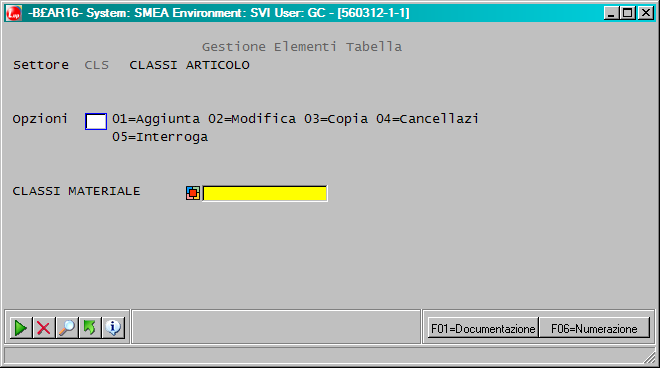 -B£AR16- System: SMEA Environment: SVI User: GC - [560312-1-1]
Gestione Elementi Tabella
Settore CLS CLASSI ARTICOLO
Opzioni 01=Aggiunta 02=Modifica 03=Copia 04=Cancellazi
05=Interroga
CLASSI MATERIALE
F01=Documentazione F06=Numerazione